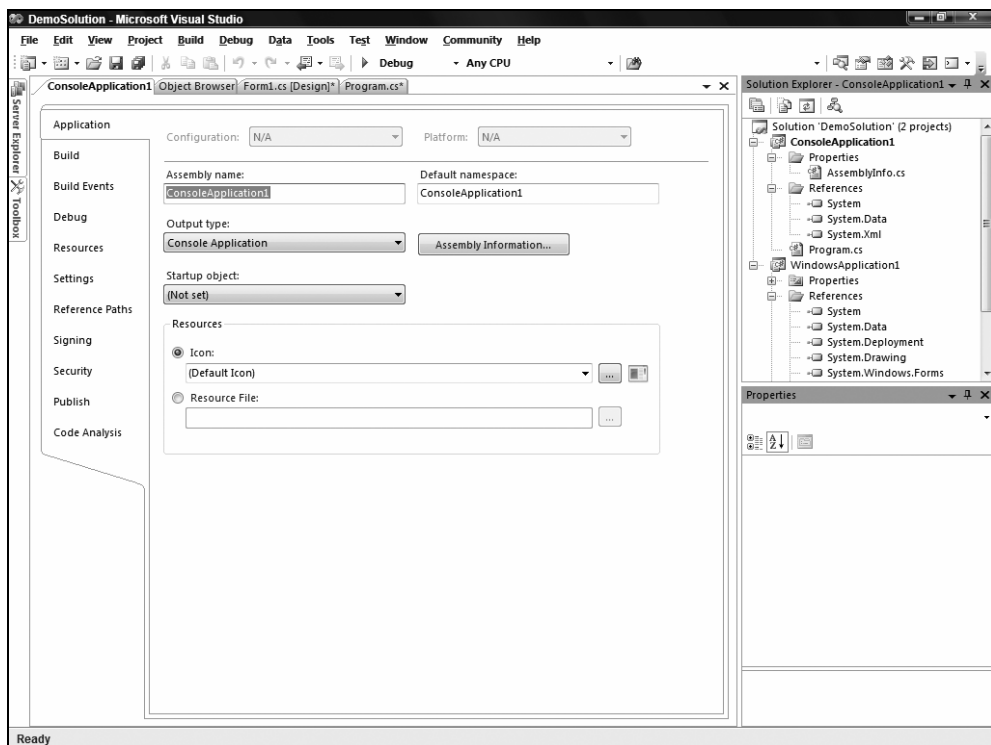 DemoSolution - Microsoft Visual Studio
File Edit View Project Build Debug Data Tools Test Window Community Help
Debug Any CPU
Server Explorer
Toolbox
ConsoleApplication1 Object Browser Form1.cs [Design]* Program.cs*
Application
Build
Build Events
Debug
Resources
Settings
Reference Paths
Signing
Security
Publish
Code Analysis
Configuration: N/A Platform: N/A
Assembly name: Default namespace:
ConsoleApplication1 ConsoleApplication1
Output type:
Console Application Assembly Information...
Startup object:
(Not set)
Resources
Icon:
(Default Icon) ...
Resource File:
...
Solution Explorer - ConsoleApplication1
Solution 'DemoSolution' (2 projects)
ConsoleApplication1
Properties
AssemblyInfo.cs
References
System
System.Data
System.Xml
Program.cs
WindowsApplication1
Properties
References
System
System.Data
System.Deployment
System.Drawing
System.Windows.Forms
Properties
Ready